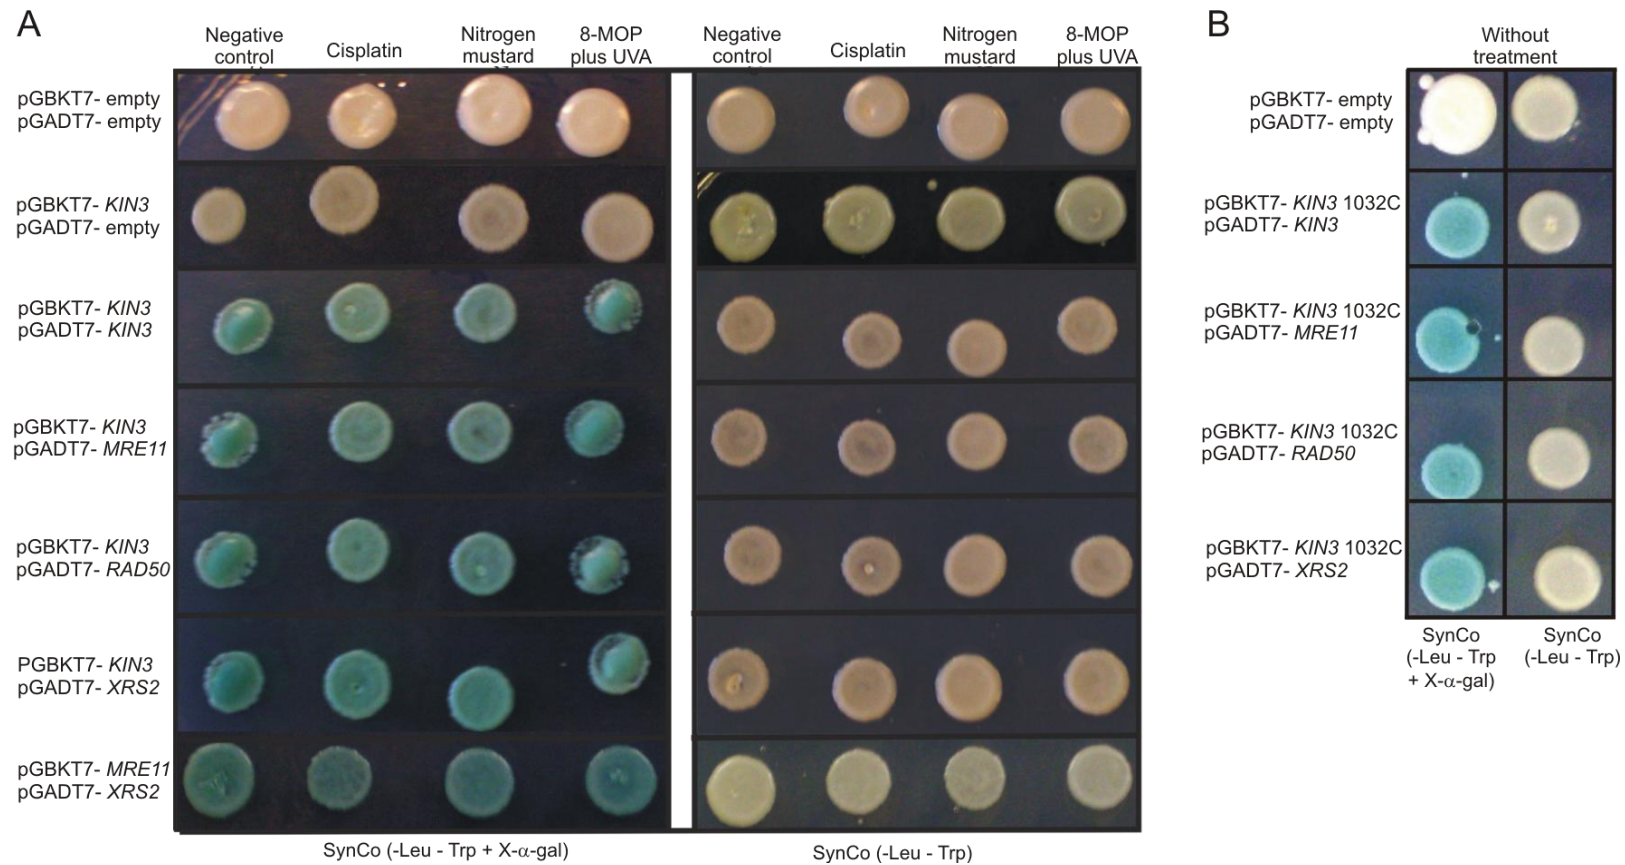 A
Negative
control
Cisplatin
Nitrogen
mustard
8-MOP
plus UVA
Negative
control
Cisplatin
Nitrogen
mustard
8-MOP
plus UVA
pGBKT7- empty
pGADT7- empty
pGBKT7- KIN3
pGADT7- empty
pGBKT7- KIN3
pGADT7- KIN3
pGBKT7- KIN3
pGADT7- MRE11
pGBKT7- KIN3
pGADT7- RAD50
PGBKT7- KIN3
pGADT7- XRS2
pGBKT7- MRE11
pGADT7- XRS2
SynCo (-Leu - Trp + X-α-gal)
SynCo (-Leu - Trp)
B
Without
treatment
pGBKT7- empty
pGADT7- empty
pGBKT7- KIN3 1032C
pGADT7- KIN3
pGBKT7- KIN3 1032C
pGADT7- MRE11
pGBKT7- KIN3 1032C
pGADT7- RAD50
pGBKT7- KIN3 1032C
pGADT7- XRS2
SynCo
(-Leu - Trp
+ X-α-gal)
SynCo
(-Leu - Trp)